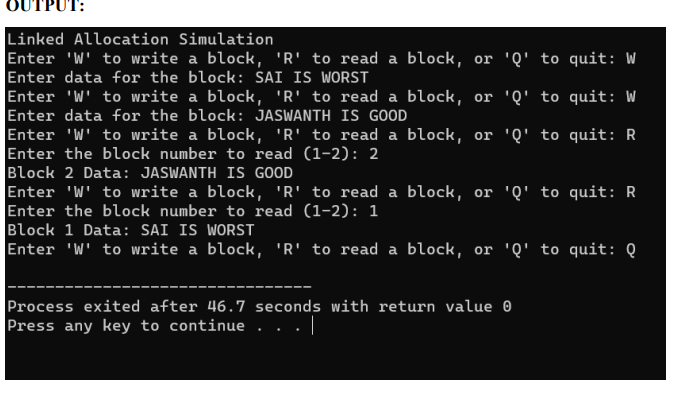 OUTPUT:
Linked Allocation Simulation
Enter 'W' to write a block, 'R' to read a block, or 'Q' to quit: W
Enter data for the block: SAI IS WORST
Enter 'W' to write a block, 'R' to read a block, or 'Q' to quit: W
Enter data for the block: JASWANTH IS GOOD
Enter 'W' to write a block, 'R' to read a block, or 'Q' to quit: R
Enter the block number to read (1-2): 2
Block 2 Data: JASWANTH IS GOOD
Enter 'W' to write a block, 'R' to read a block, or 'Q' to quit: R
Enter the block number to read (1-2): 1
Block 1 Data: SAI IS WORST
Enter 'W' to write a block, 'R' to read a block, or 'Q' to quit: Q
--------------------------------
Process exited after 46.7 seconds with return value 0
Press any key to continue . . .